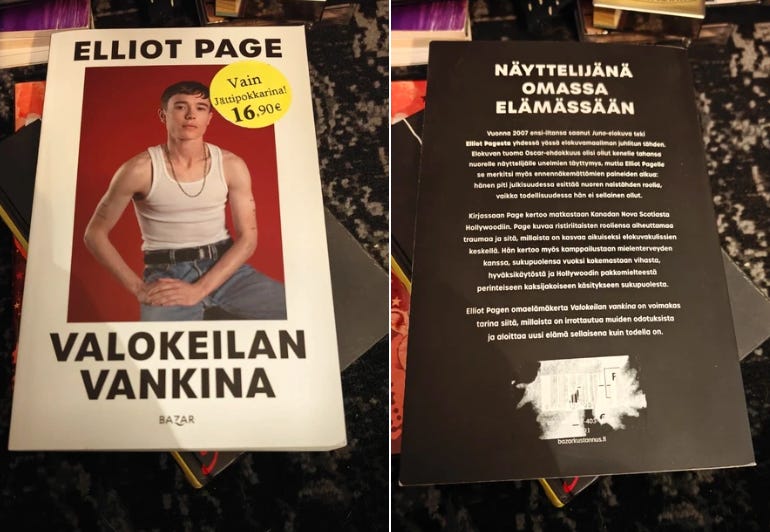 ELLIOT PAGE
Vain
Jättipokkarina!
16,90€
VALOKEILAN
VANKINA
BAZAR
NÄYTTELIJÄNÄ
OMASSA
ELÄMÄSSÄÄN
Vuonna 2007 ensi-iltansa saanut Juno-elokuva teki
Elliot Pagesta yhdessä yössä elokuvamaailman juhlitun tähden.
Elokuvan tuoma Oscar-ehdokkuus olisi ollut kenelle tahansa
nuorelle näyttelijälle unelmien täyttymys, mutta Elliot Pagelle
se merkitsi myös ennennäkemättömien paineiden alkua:
hänen piti julkisuudessa esittää nuoren naistähden roolia,
vaikka todellisuudessa hän ei sellainen ollut.
Kirjassaan Page kertoo matkastaan Kanadan Nova Scotiasta
Hollywoodiin. Page kuvaa ristiriitaisten rooliensa aiheuttamaa
traumaa ja sitä, millaista on kasvaa aikuiseksi elokuvakulissien
keskellä. Hän kertoo myös kamppailustaan mielenterveyden
kanssa, sukupuolensa vuoksi kokemastaan vihasta,
hyväksikäytöstä ja Hollywoodin pakkomielteestä
perinteiseen kaksijakoiseen käsitykseen sukupuolesta.
Elliot Pagen omaelämäkerta Valokeilan vankina on voimakas
tarina siitä, millaista on irrottautua muiden odotuksista
ja aloittaa uusi elämä sellaisena kuin todella on.
F
403
21
bazarkustannus.fi